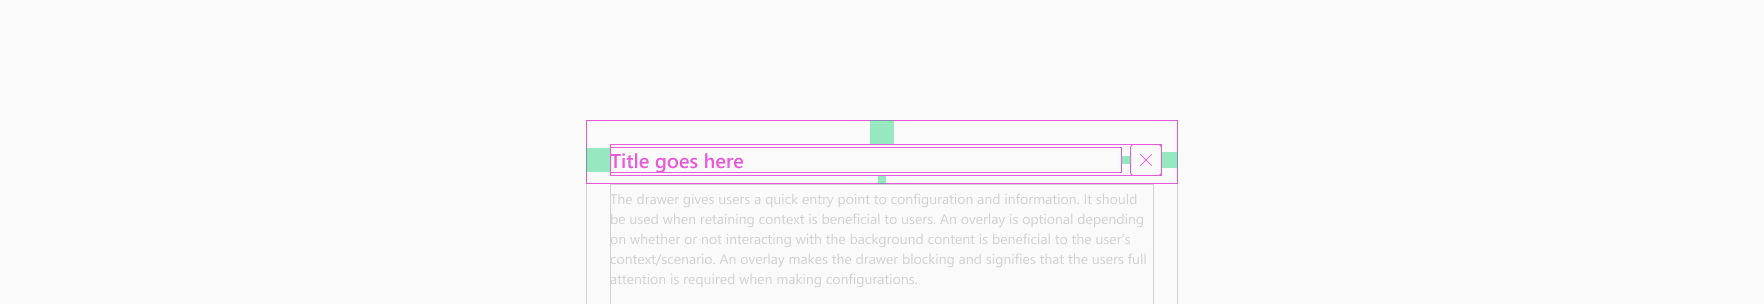 Title goes here
The drawer gives users a quick entry point to configuration and information. It should
be used when retaining context is beneficial to users. An overlay is optional depending
on whether or not interacting with the background content is beneficial to the user's
context/scenario. An overlay makes the drawer blocking and signifies that the users full
attention is required when making configurations.